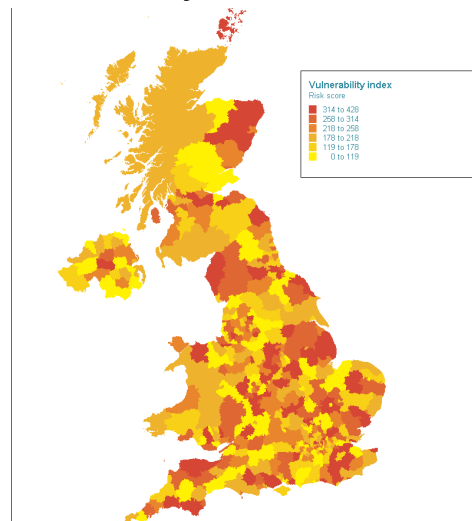 Vulnerability index
Risk score
314 to 428
258 to 314
218 to 258
178 to 218
119 to 178
0 to 119